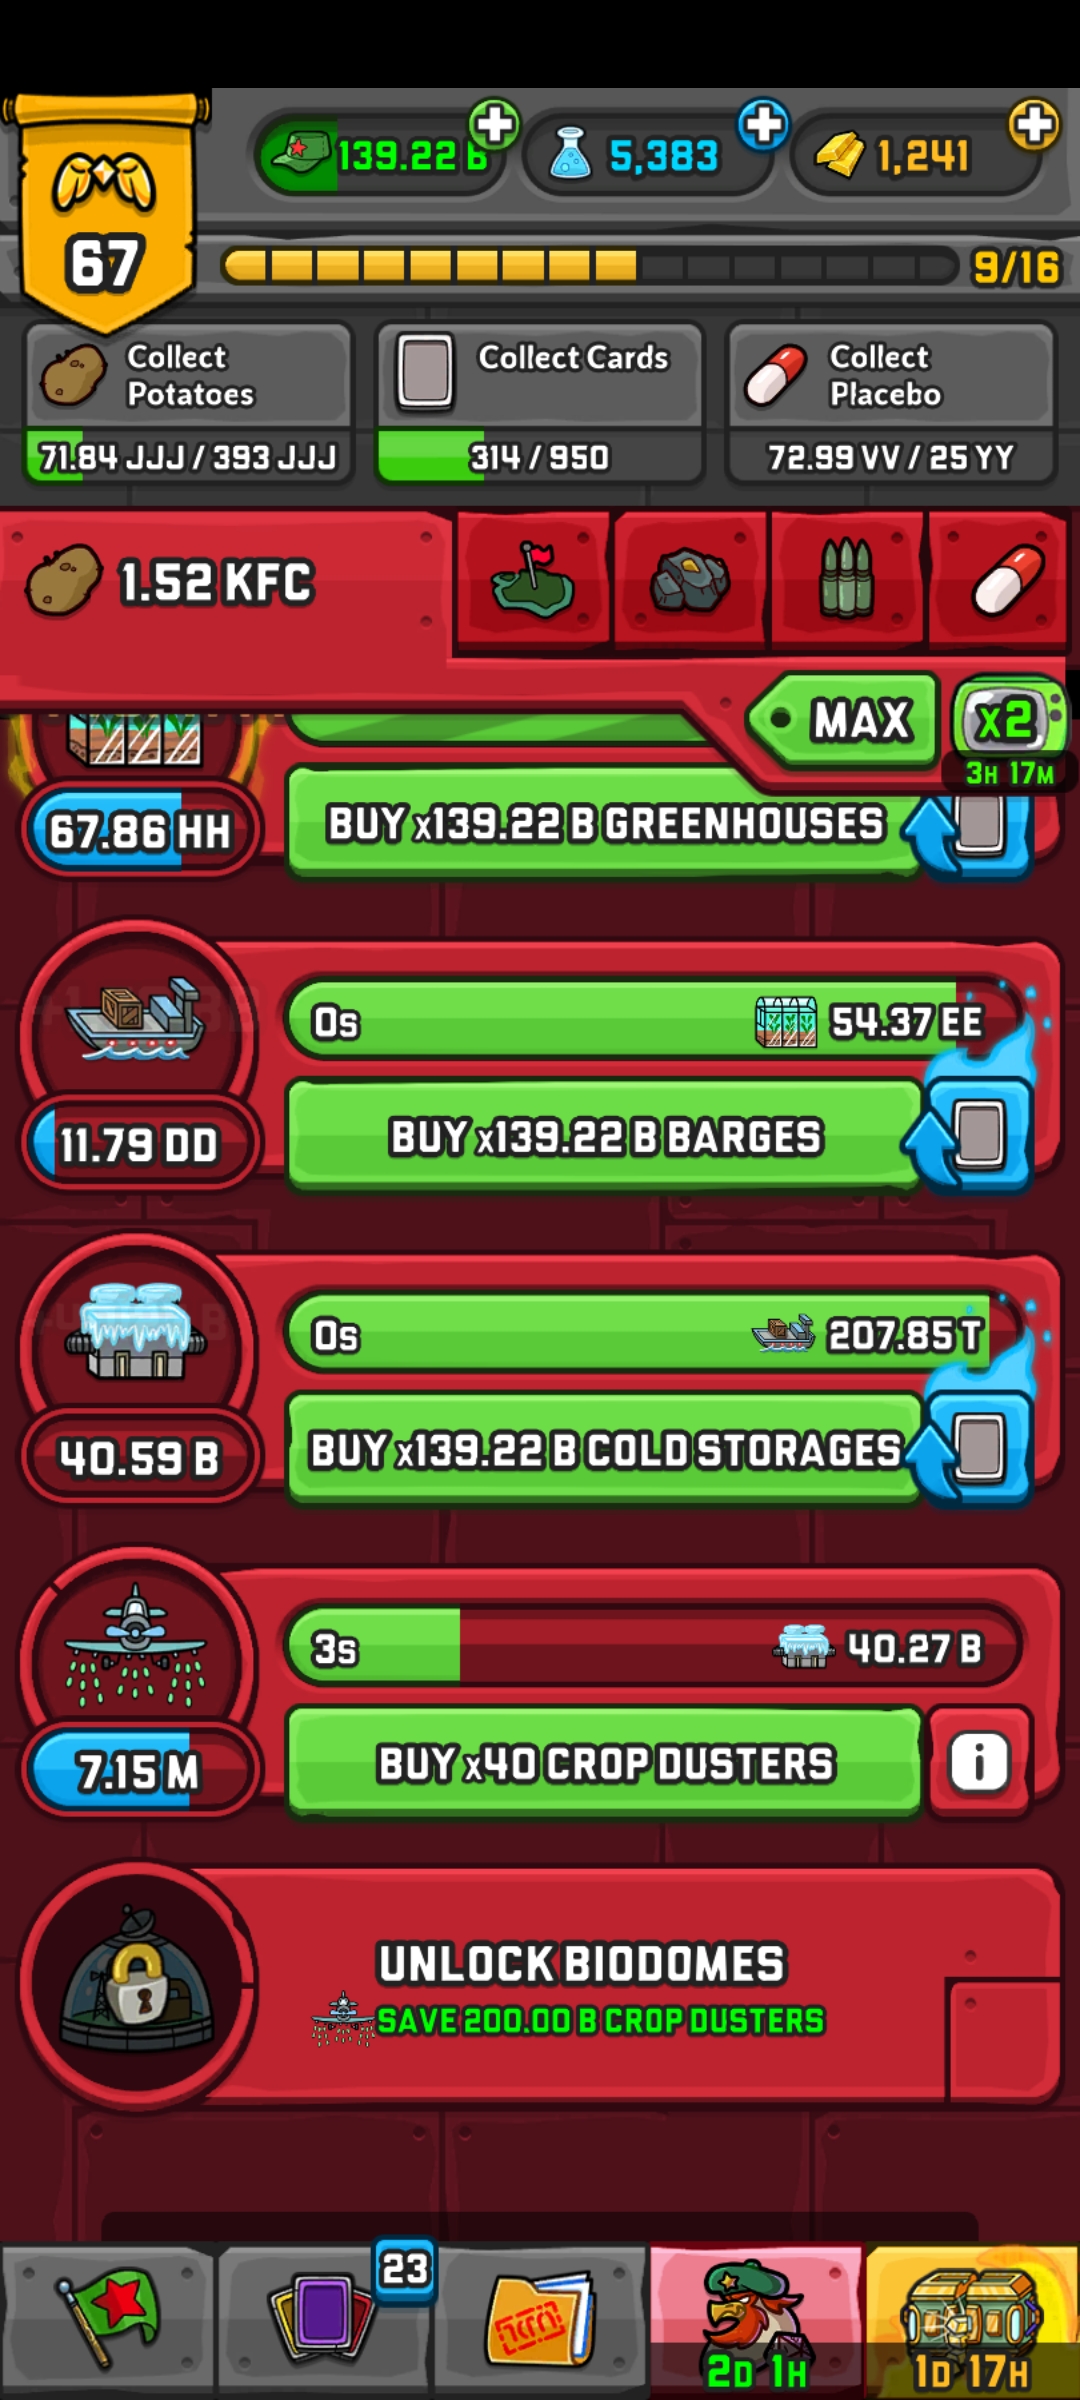 139.22 B
5,383
1,241
67
9/16
Collect
Potatoes
Collect Cards
Collect
Placebo
71.84 JJJ / 393 JJJ
314 / 950
72.99 VV / 25 YY
1.52 KFC
MAX
x2
3H 17M
67.86 HH
BUY x139.22 B GREENHOUSES
0s
54.37 EE
11.79 DD
BUY x139.22 B BARGES
0s
207.85 T
40.59 B
BUY x139.22 B COLD STORAGES
3s
40.27 B
7.15 M
BUY x40 CROP DUSTERS
i
UNLOCK BIODOMES
SAVE 200.00 B CROP DUSTERS
23
2D 1H
1D 17H